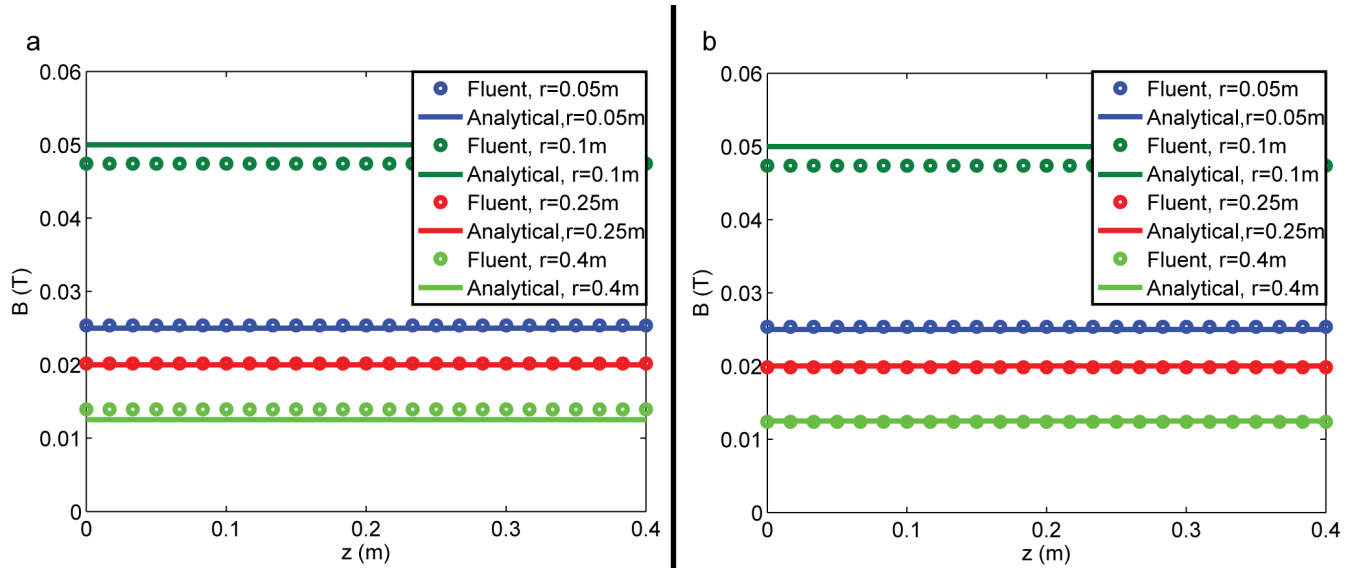 a
0.06
0.05
0.04
0.03
0.02
0.01
0
B (T)
Fluent, r=0.05m
Analytical,r=0.05m
Fluent, r=0.1m
Analytical, r=0.1m
Fluent, r=0.25m
Analytical,r=0.25m
Fluent, r=0.4m
Analytical, r=0.4m
0 0.1 0.2 0.3 0.4
z (m)
b
0.06
0.05
0.04
0.03
0.02
0.01
0
B (T)
Fluent, r=0.05m
Analytical,r=0.05m
Fluent, r=0.1m
Analytical, r=0.1m
Fluent, r=0.25m
Analytical,r=0.25m
Fluent, r=0.4m
Analytical, r=0.4m
0 0.1 0.2 0.3 0.4
z (m)